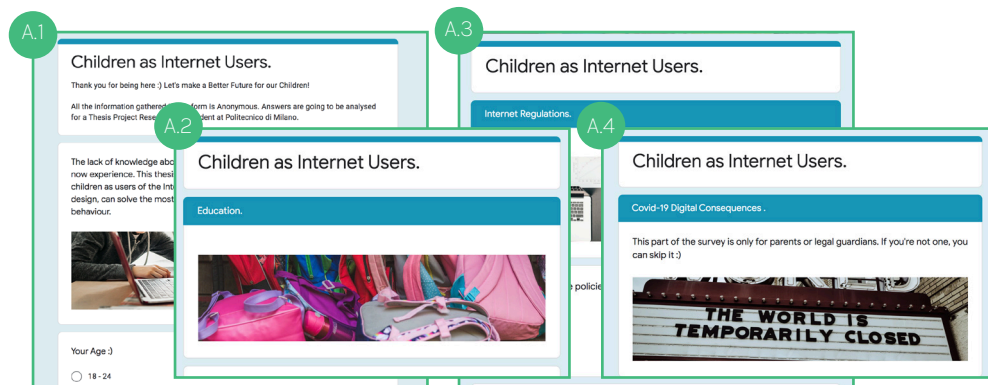 A.1
Children as Internet Users.
Thank you for being here :) Let's make a Better Future for our Children!
All the information gathered form is Anonymous. Answers are going to be analysed
for a Thesis Project dent at Politecnico di Milano.
The lack of knowledge
now experience. This
children as users of the
design, can solve the most
behaviour.
Your Age :)
18 - 24
A.2
Children as Internet Users.
Education.
A.3
Children as Internet Users.
Internet Regulations.
policie
A.4
Children as Internet Users.
Covid-19 Digital Consequences .
This part of the survey is only for parents or legal guardians. If you're not one, you
can skip it :)
THE WORLD IS
TEMPORARILY CLOSED